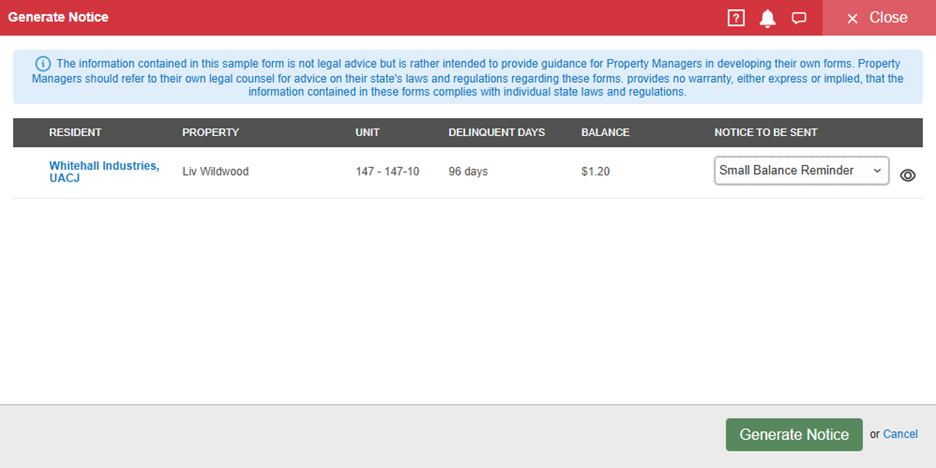 Generate Notice
? Close
The information contained in this sample form is not legal advice but is rather intended to provide guidance for Property Managers in developing their own forms. Property
Managers should refer to their own legal counsel for advice on their state's laws and regulations regarding these forms. provides no warranty, either express or implied, that the
information contained in these forms complies with individual state laws and regulations.
RESIDENT PROPERTY UNIT DELINQUENT DAYS BALANCE NOTICE TO BE SENT
Whitehall Industries,
UACJ
Liv Wildwood 147 - 147-10 96 days $1.20 Small Balance Reminder
Generate Notice or Cancel